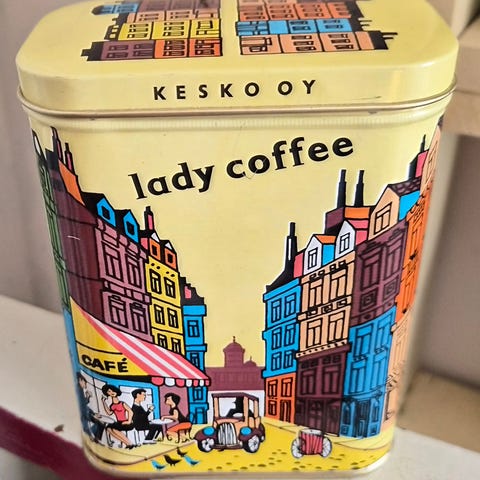 KESKO OY
lady coffee
CAFÉ